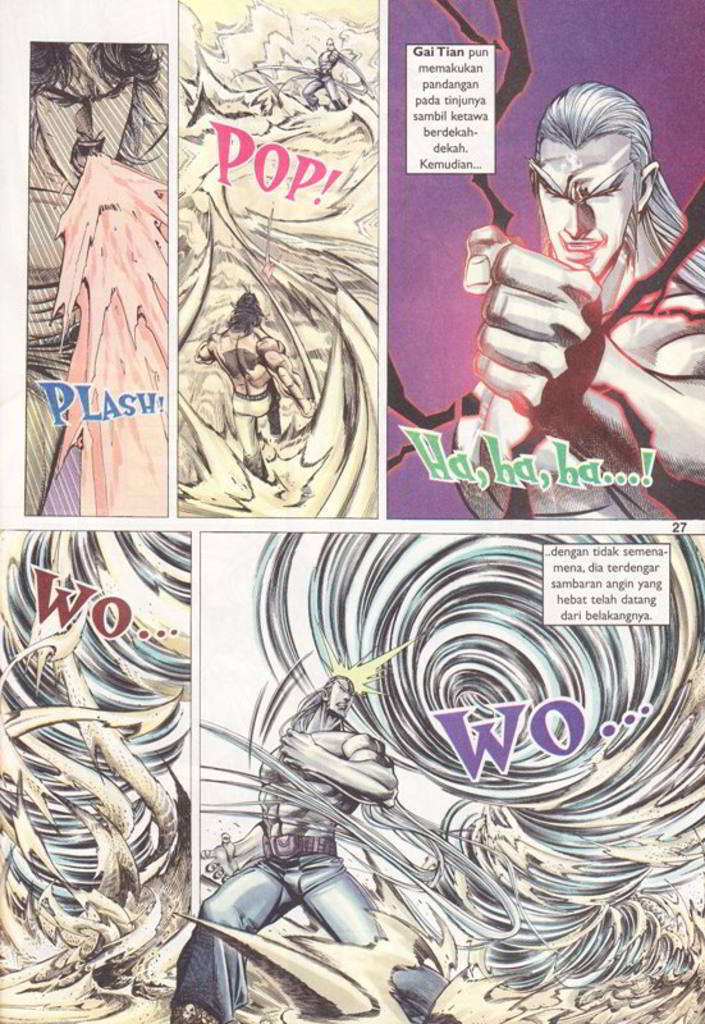 PLASH!
POP!
Gai Tian pun
memakukan
pandangan
pada tinjunya
sambil ketawa
berdekah-
dekah.
Kemudian...
Ha, ha, ha...!
27
WO...
..dengan tidak semena-
mena, dia terdengar
sambaran angin yang
hebat telah datang
dari belakangnya.
WO...